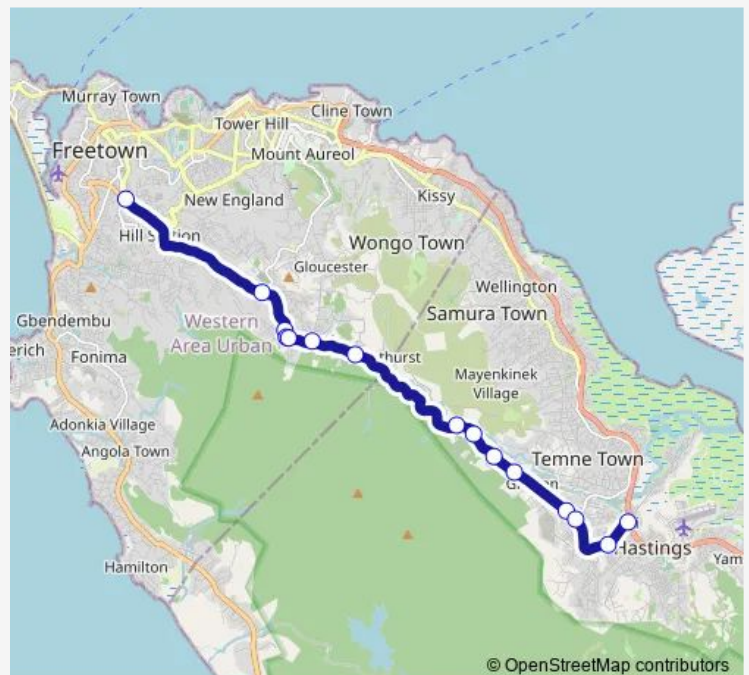 Murray Town
Cline Town
Tower Hill
Freetown
Mount Aureol
Kissy
New England
Hill Station
Wongo Town
Gloucester
Wellington
Gbendembu
Western
Area Urban
Samura Town
erich
Fonima
thurst
Mayenkinek
Village
Adonkia Village
Angola Town
Temne Town
Hastings
Hamilton
Yam
© OpenStreetMap contributors